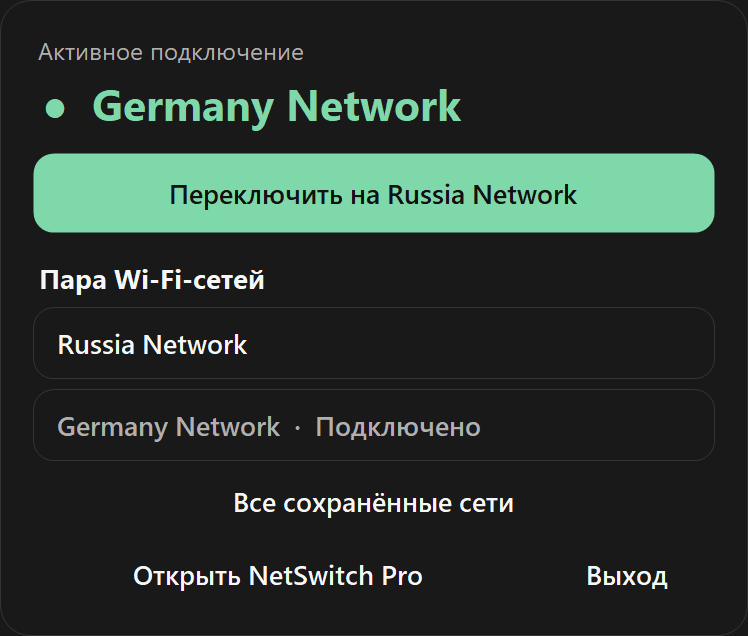 Активное подключение
Germany Network
Переключить на Russia Network
Пара Wi-Fi-сетей
Russia Network
Germany Network · Подключено
Все сохранённые сети
Открыть NetSwitch Pro Выход